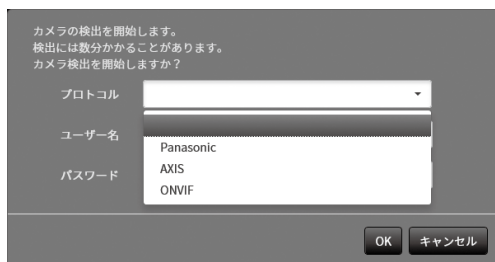 カメラの検出を開始します。
検出には数分かかることがあります。
カメラ検出を開始しますか？
プロトコル
ユーザー名
Panasonic
AXIS
パスワード
ONVIF
OK キャンセル